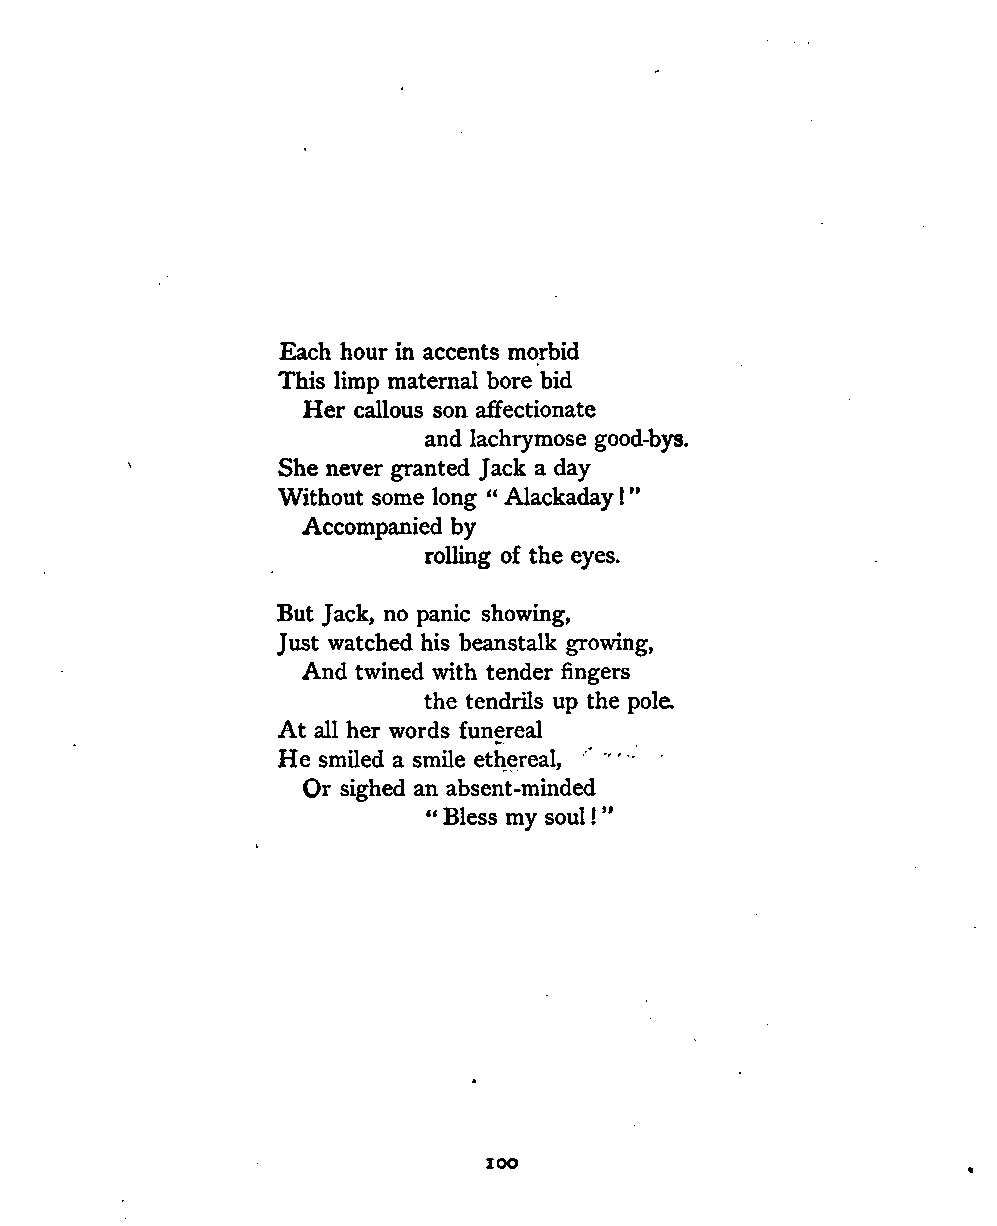 Each hour in accents morbid
This limp maternal bore bid
Her callous son affectionate
and lachrymose good-bys.
She never granted Jack a day
Without some long “ Alackaday ! ”
Accompanied by
rolling of the eyes.
But Jack, no panic showing,
Just watched his beanstalk growing,
And twined with tender fingers
the tendrils up the pole.
At all her words funereal
He smiled a smile ethereal,
Or sighed an absent-minded
“ Bless my soul ! ”
100